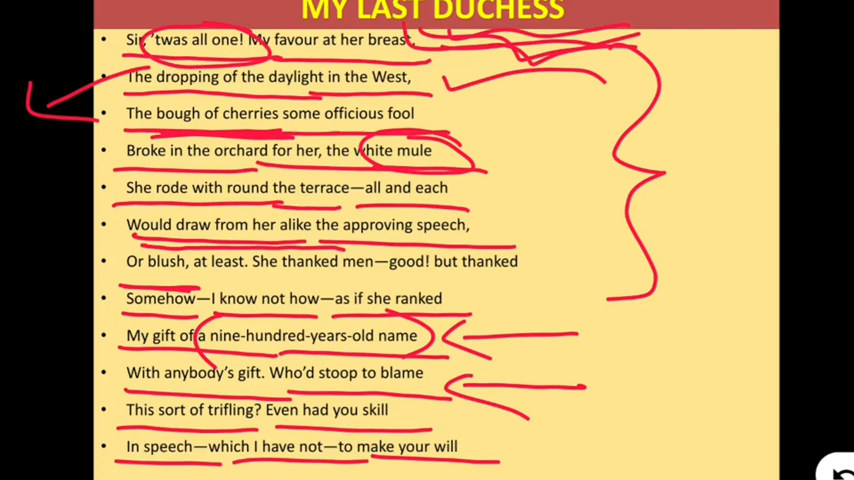 MY LAST DUCHESS
• Sir, 'twas all one! My favour at her breast,
• The dropping of the daylight in the West,
• The bough of cherries some officious fool
• Broke in the orchard for her, the white mule
• She rode with round the terrace—all and each
• Would draw from her alike the approving speech,
• Or blush, at least. She thanked men—good! but thanked
• Somehow—I know not how—as if she ranked
• My gift of a nine-hundred-years-old name
• With anybody's gift. Who'd stoop to blame
• This sort of trifling? Even had you skill
• In speech—which I have not—to make your will